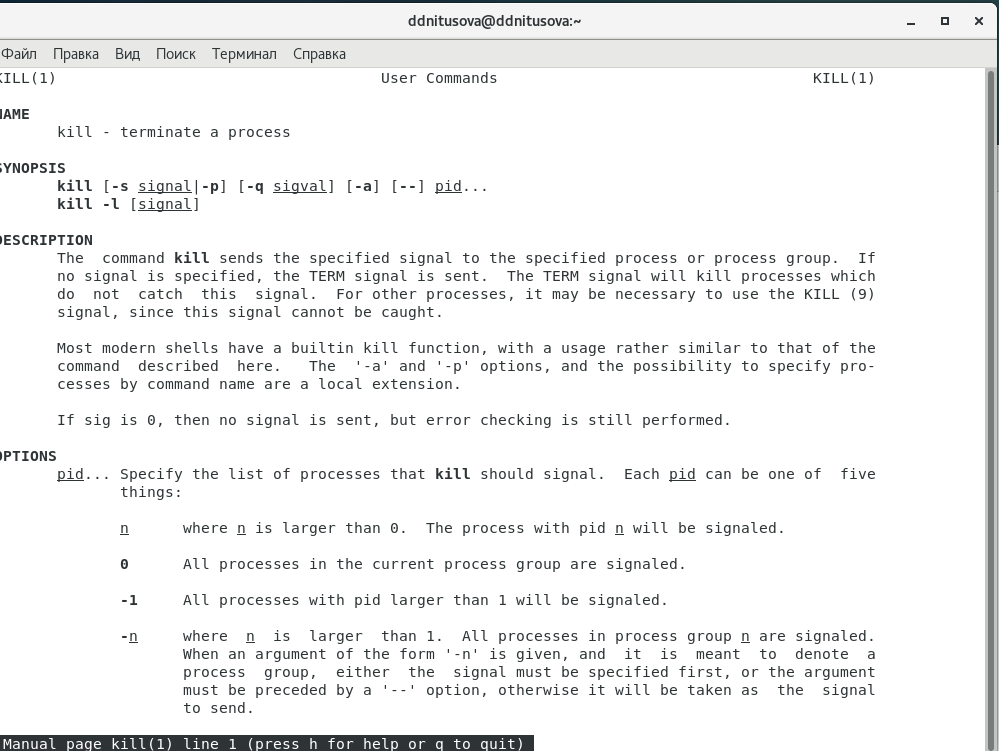 ddnitusova@ddnitusova:~
Файл Правка Вид Поиск Терминал Справка
KILL(1) User Commands KILL(1)
NAME
kill - terminate a process
SYNOPSIS
kill [-s signal|-p] [-q sigval] [-a] [--] pid...
kill -l [signal]
DESCRIPTION
The command kill sends the specified signal to the specified process or process group. If
no signal is specified, the TERM signal is sent. The TERM signal will kill processes which
do not catch this signal. For other processes, it may be necessary to use the KILL (9)
signal, since this signal cannot be caught.
Most modern shells have a builtin kill function, with a usage rather similar to that of the
command described here. The '-a' and '-p' options, and the possibility to specify pro-
cesses by command name are a local extension.
If sig is 0, then no signal is sent, but error checking is still performed.
OPTIONS
pid... Specify the list of processes that kill should signal. Each pid can be one of five
things:
n where n is larger than 0. The process with pid n will be signaled.
0 All processes in the current process group are signaled.
-1 All processes with pid larger than 1 will be signaled.
-n where n is larger than 1. All processes in process group n are signaled.
When an argument of the form '-n' is given, and it is meant to denote a
process group, either the signal must be specified first, or the argument
must be preceded by a '--' option, otherwise it will be taken as the signal
to send.
Manual page kill(1) line 1 (press h for help or q to quit)